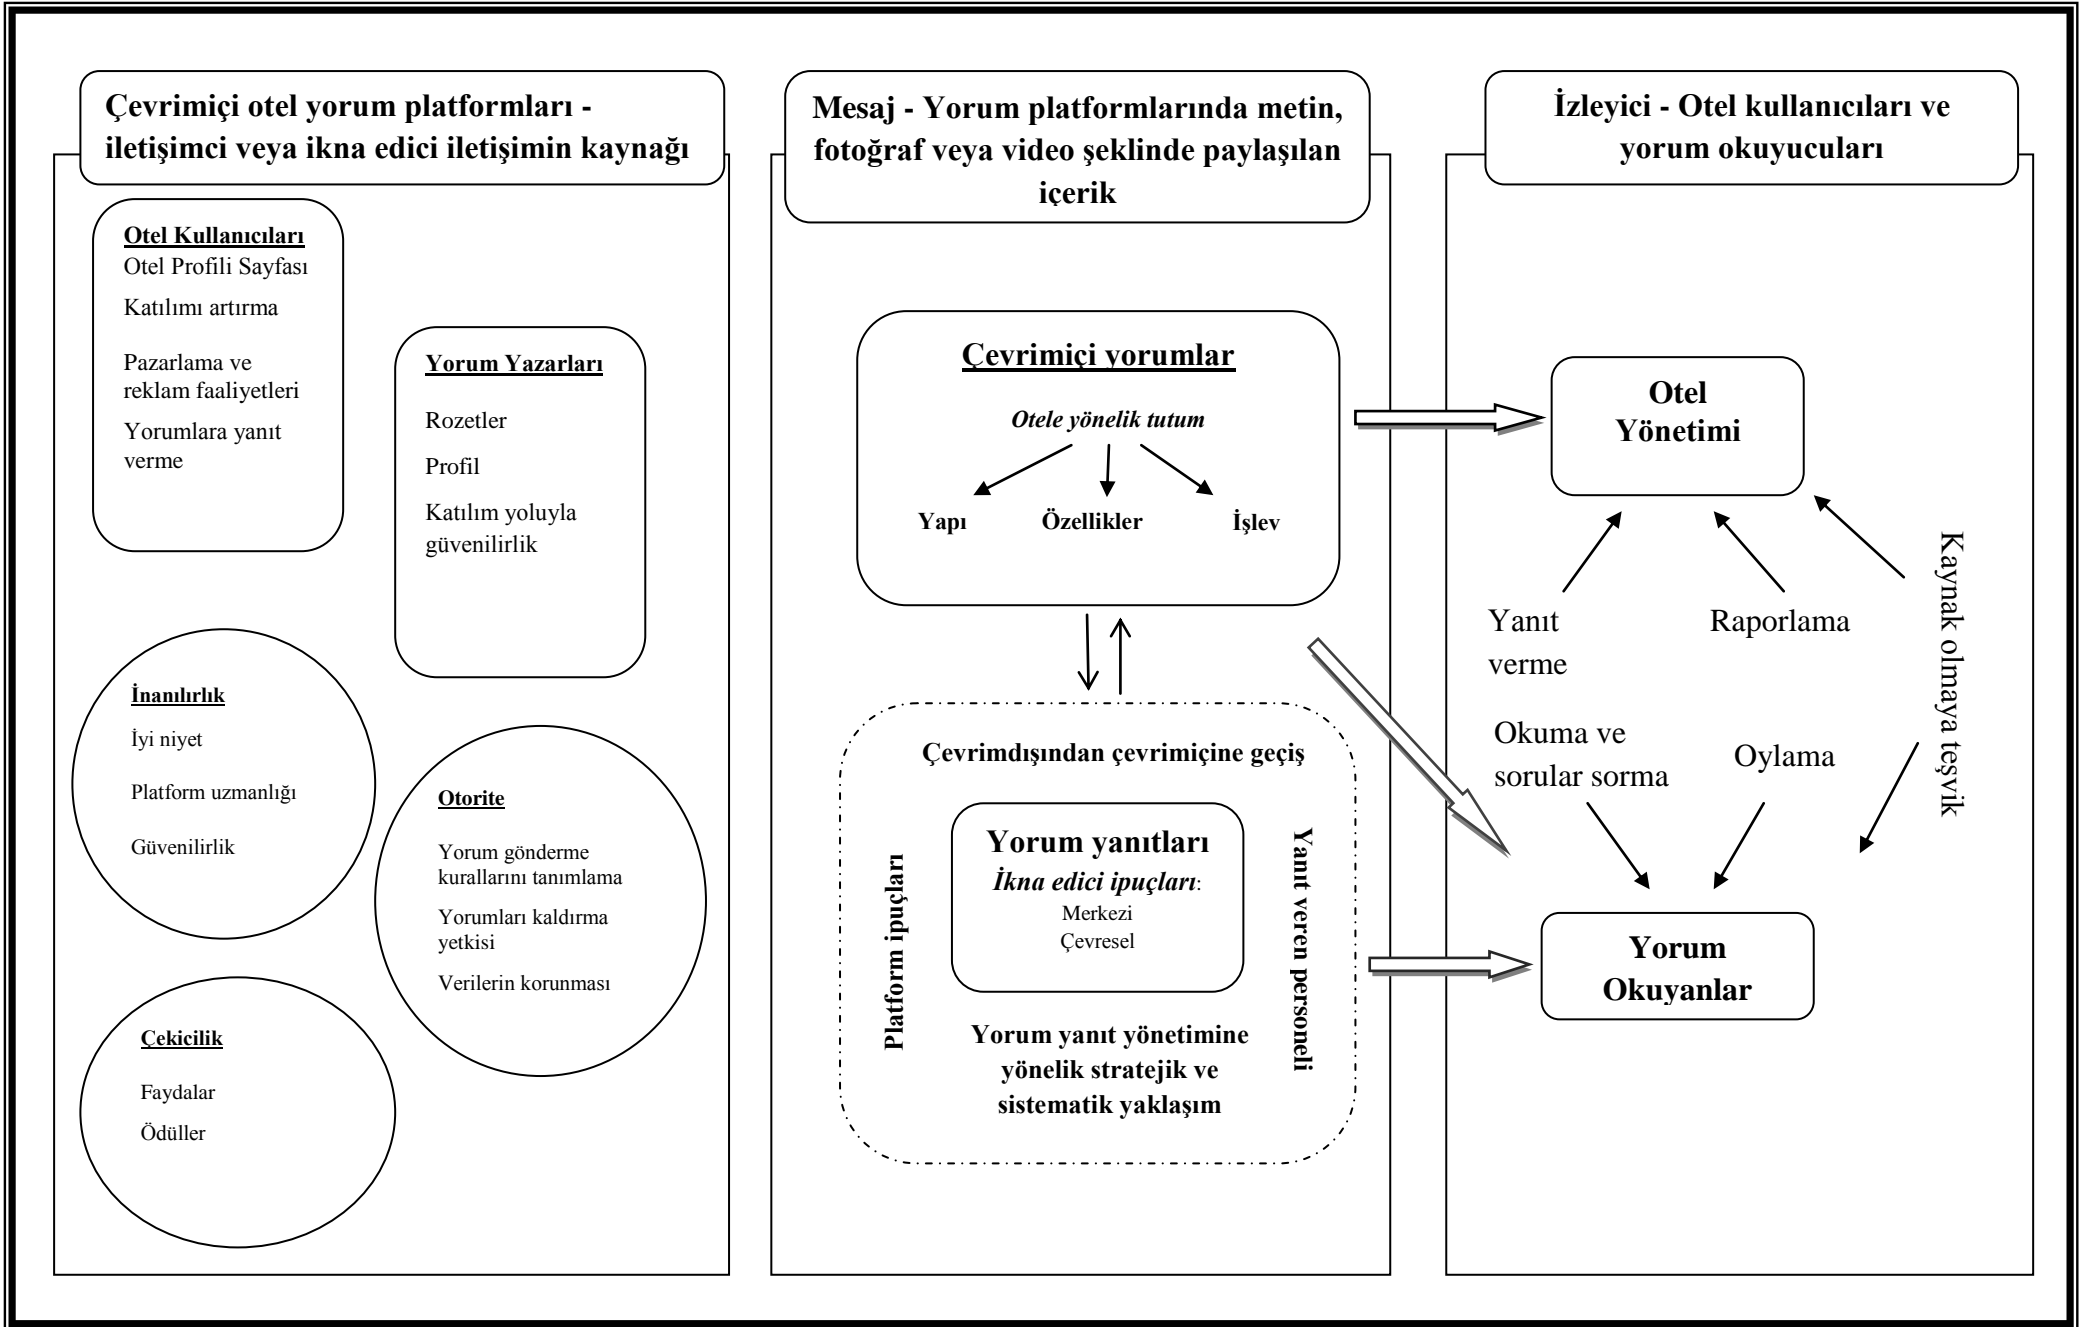 Çevrimiçi otel yorum platformları -
iletişimci veya ikna edici iletişimin kaynağı
Otel Kullanıcıları
Otel Profili Sayfası
Katılımı artırma
Pazarlama ve
reklam faaliyetleri
Yorumlara yanıt
verme
Yorum Yazarları
Rozetler
Profil
Katılım yoluyla
güvenilirlik
İnanılırlık
İyi niyet
Platform uzmanlığı
Güvenilirlik
Otorite
Yorum gönderme
kurallarını tanımlama
Yorumları kaldırma
yetkisi
Verilerin korunması
Çekicilik
Faydalar
Ödüller
Mesaj - Yorum platformlarında metin,
fotoğraf veya video şeklinde paylaşılan
içerik
Çevrimiçi yorumlar
Otele yönelik tutum
Yapı
Özellikler
İşlev
Çevrimdışından çevrimiçine geçiş
Platform ipuçları
Yorum yanıtları
İkna edici ipuçları:
Merkezi
Çevresel
Yanıt veren personeli
Yorum yanıt yönetimine
yönelik stratejik ve
sistematik yaklaşım
İzleyici - Otel kullanıcıları ve
yorum okuyucuları
Otel
Yönetimi
Yanıt
verme
Raporlama
Kaynak olmaya teşvik
Okuma ve
sorular sorma
Oylama
Yorum
Okuyanlar